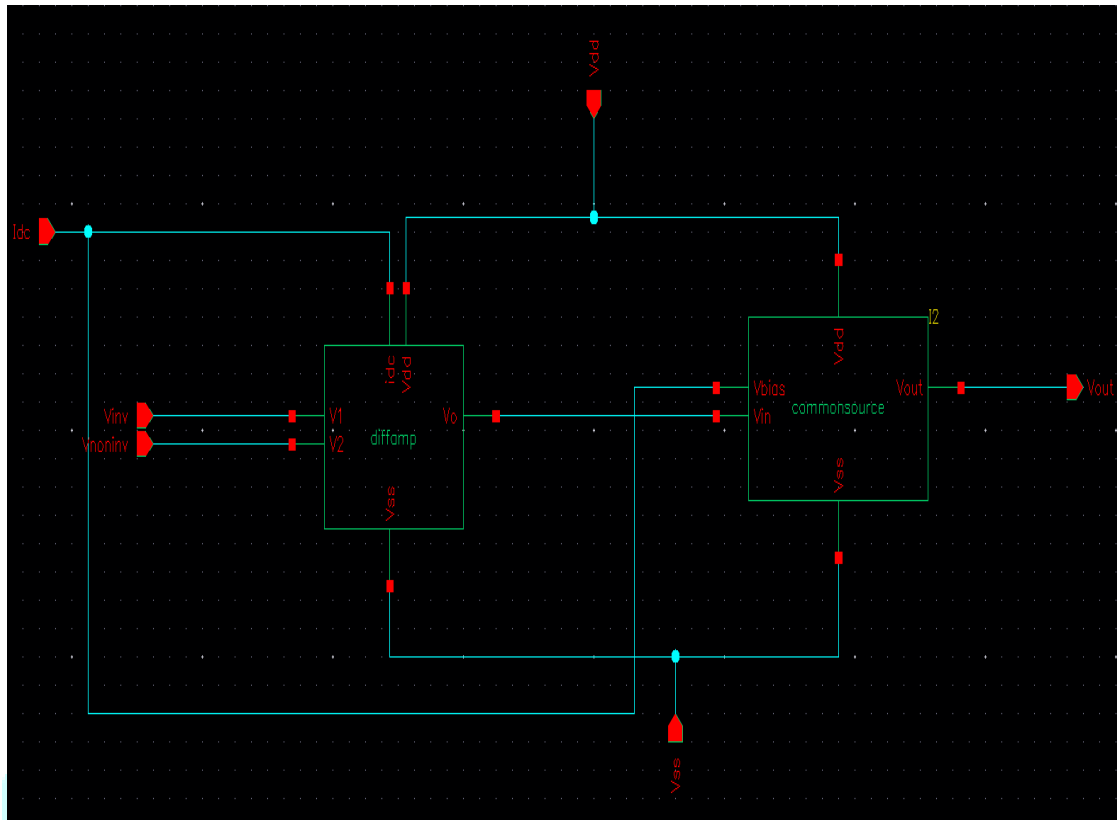 Vdd
Idc
I2
idc
Vdd
Vdd
Vinv
V1
Vo
Vbias
Vout
Vout
Vnoninv
V2
diffamp
Vin
commonsource
Vss
Vss
Vss